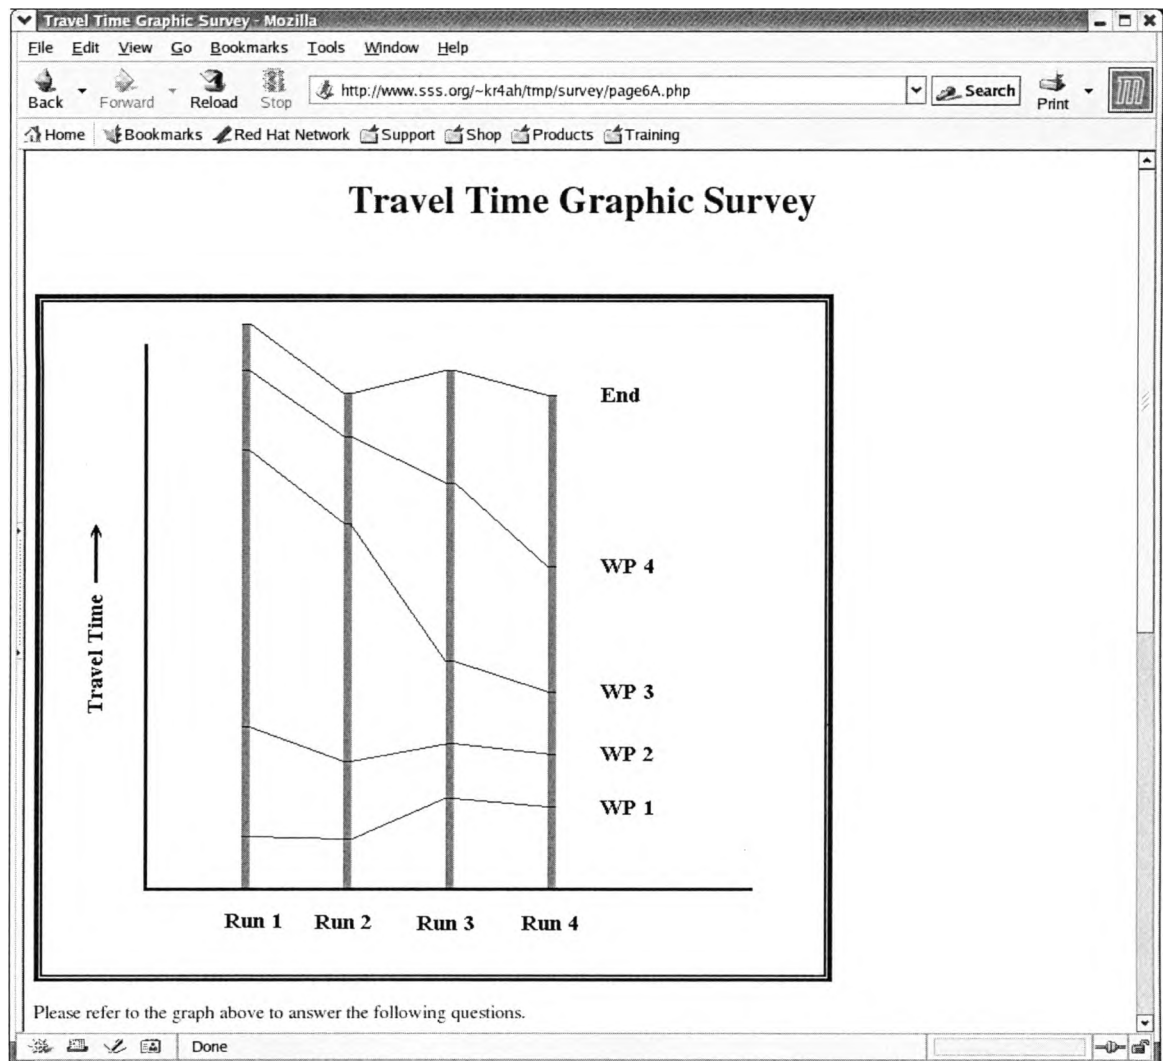 Travel Time Graphic Survey - Mozilla
File Edit View Go Bookmarks Tools Window Help
Back Forward Reload Stop http://www.sss.org/~kr4ah/tmp/survey/page6A.php Search Print
Home Bookmarks Red Hat Network Support Shop Products Training
Travel Time Graphic Survey
End
WP 4
Travel Time
WP 3
WP 2
WP 1
Run 1 Run 2 Run 3 Run 4
Please refer to the graph above to answer the following questions.
Done